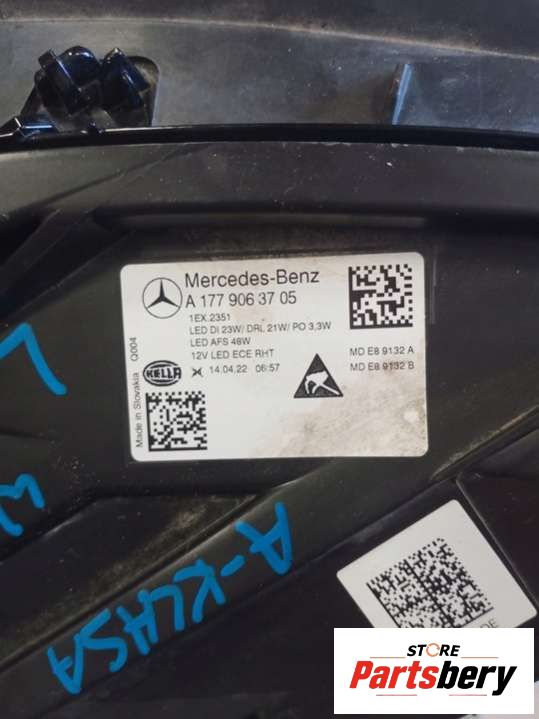 Mercedes-Benz
A 177 906 37 05
1EX.2351
LED DI 23W/ DRL 21W/ PO 3,3W
LED AFS 48W
12V LED ECE RHT
HELLA
14.04.22 06:57
MD E8 9132 A
MD E8 9132 B
Made in Slovakia Q004
L
A-KLASA
DE
STORE
Partsbery